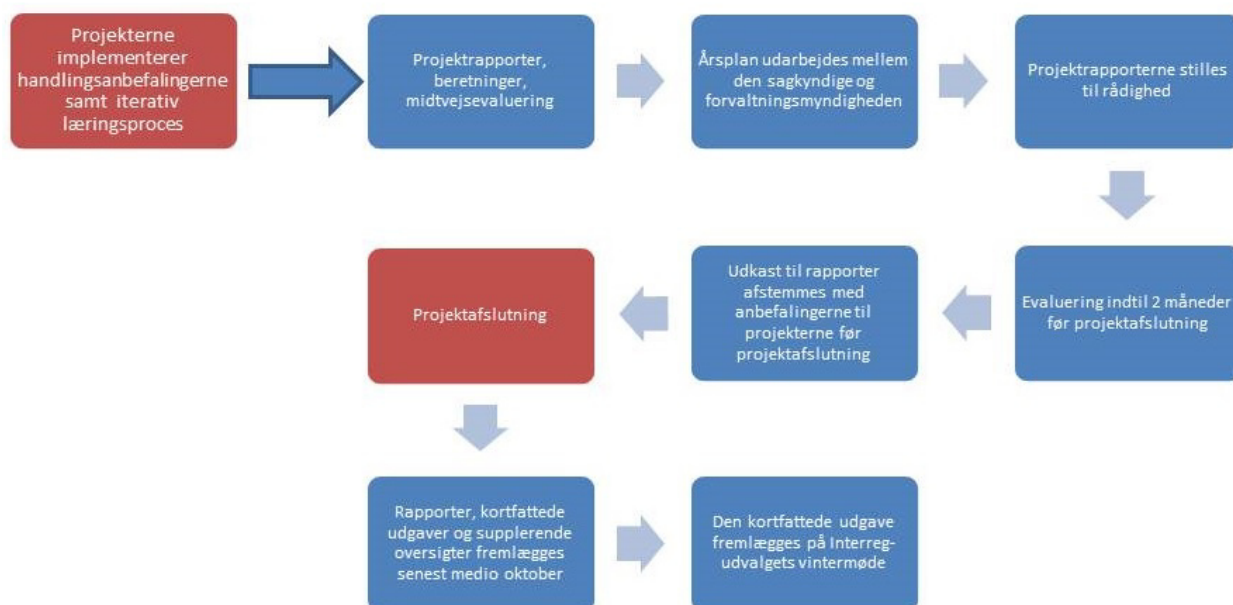 Projekterne
implementerer
handlingsanbefalingerne
samt iterativ
læringsproces
Projektrapporter,
beretninger,
midtvejsevaluering
Årsplan udarbejdes mellem
den sagkyndige og
forvaltningsmyndigheden
Projektrapporterne stilles
til rådighed
Evaluering indtil 2 måneder
før projektafslutning
Udkast til rapporter
afstemmes med
anbefalingerne til
projekterne før
projektafslutning
Projektafslutning
Rapporter, kortfattede
udgaver og supplerende
oversigter fremlægges
senest medio oktober
Den kortfattede udgave
fremlægges på Interreg-
udvalgets vintermøde